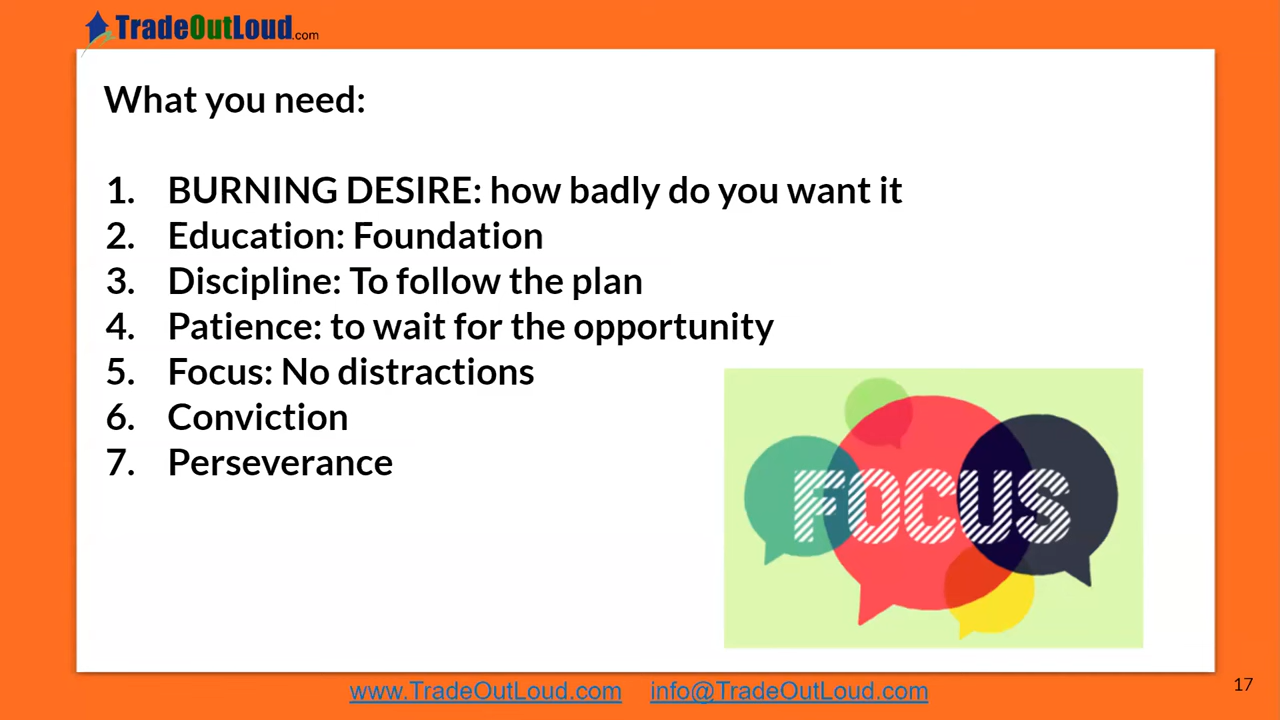 TradeOutLoud.com
What you need:
1. BURNING DESIRE: how badly do you want it
2. Education: Foundation
3. Discipline: To follow the plan
4. Patience: to wait for the opportunity
5. Focus: No distractions
6. Conviction
7. Perseverance
FOCUS
www.TradeOutLoud.com info@TradeOutLoud.com
17